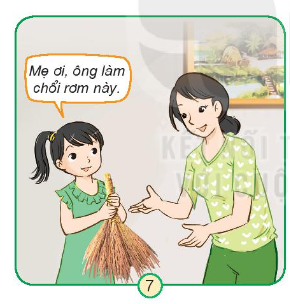 Mẹ ơi, ông làm
chổi rơm này.
7